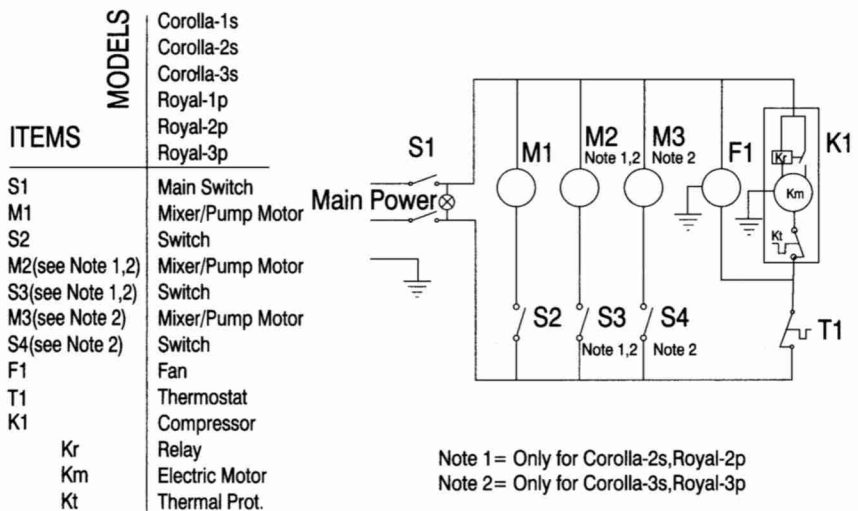 MODELS
Corolla-1s
Corolla-2s
Corolla-3s
Royal-1p
Royal-2p
Royal-3p
ITEMS
S1 Main Switch
M1 Mixer/Pump Motor
S2 Switch
M2(see Note 1,2) Mixer/Pump Motor
S3(see Note 1,2) Switch
M3(see Note 2) Mixer/Pump Motor
S4(see Note 2) Switch
F1 Fan
T1 Thermostat
K1 Compressor
Kr Relay
Km Electric Motor
Kt Thermal Prot.
S1
Main Power
M1
M2
Note 1,2
M3
Note 2
F1
K1
Kr
Km
Kt
S2
S3
Note 1,2
S4
Note 2
T1
Note 1= Only for Corolla-2s,Royal-2p
Note 2= Only for Corolla-3s,Royal-3p